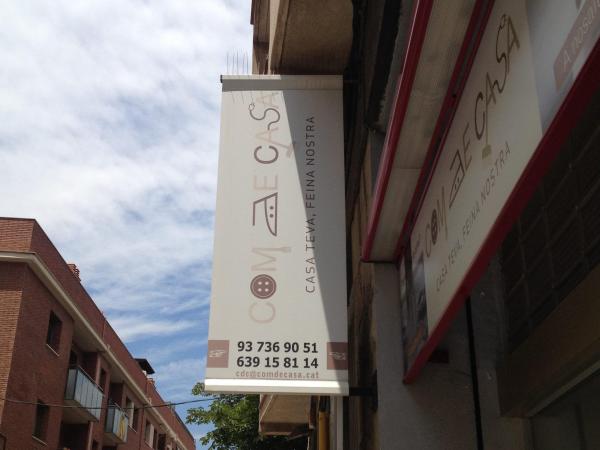 COM DE CASA
CASA TEVA, FEINA NOSTRA
93 736 90 51
639 15 81 14
cdc@comdecasa.cat
COM DE CASA
CASA TEVA, FEINA NOSTRA